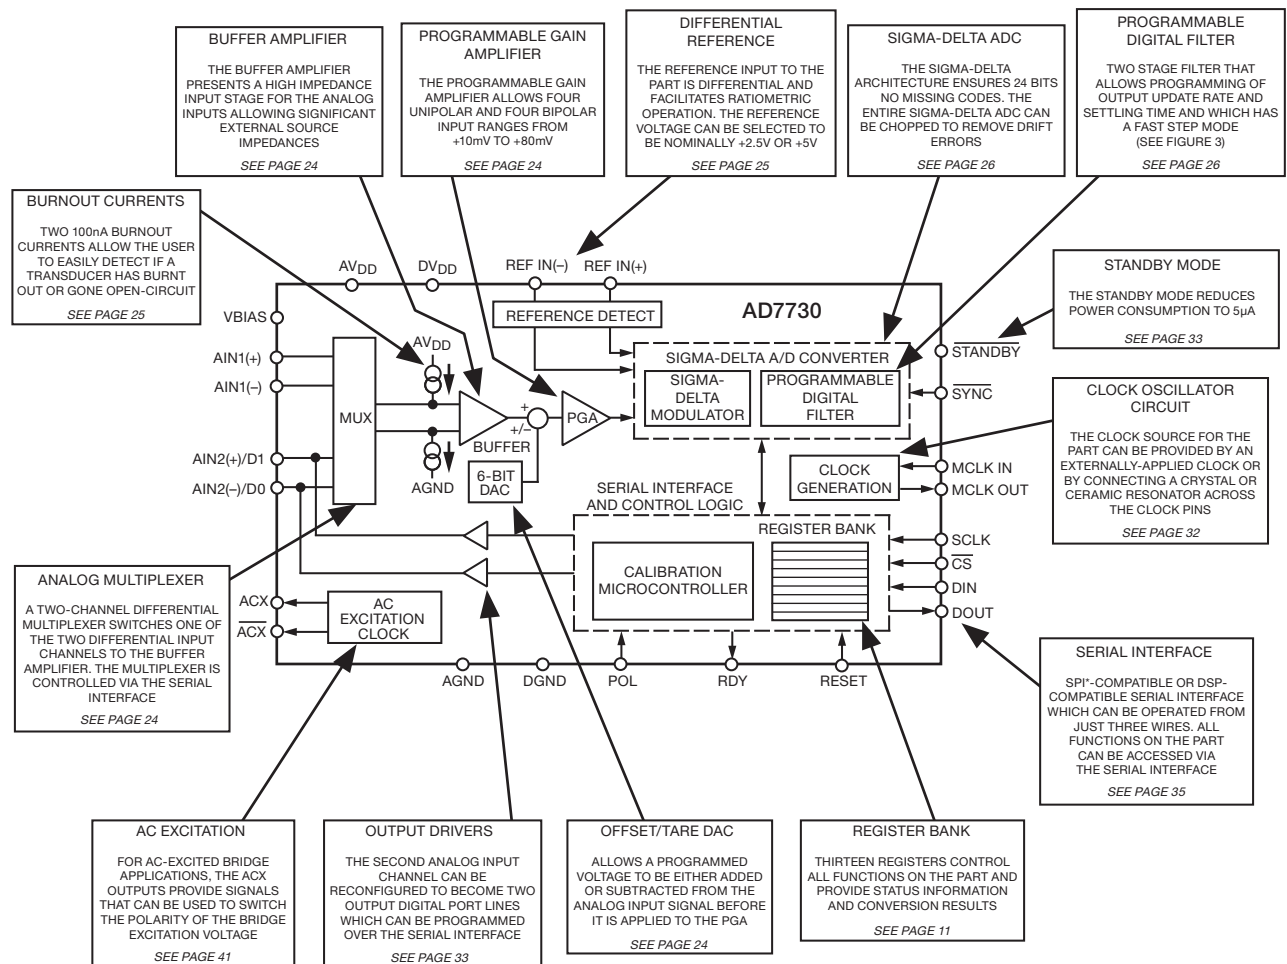 BUFFER AMPLIFIER
THE BUFFER AMPLIFIER
PRESENTS A HIGH IMPEDANCE
INPUT STAGE FOR THE ANALOG
INPUTS ALLOWING SIGNIFICANT
EXTERNAL SOURCE
IMPEDANCES
SEE PAGE 24
PROGRAMMABLE GAIN
AMPLIFIER
THE PROGRAMMABLE GAIN
AMPLIFIER ALLOWS FOUR
UNIPOLAR AND FOUR BIPOLAR
INPUT RANGES FROM
+10mV TO +80mV
SEE PAGE 24
DIFFERENTIAL
REFERENCE
THE REFERENCE INPUT TO THE
PART IS DIFFERENTIAL AND
FACILITATES RATIOMETRIC
OPERATION. THE REFERENCE
VOLTAGE CAN BE SELECTED TO
BE NOMINALLY +2.5V OR +5V
SEE PAGE 25
SIGMA-DELTA ADC
THE SIGMA-DELTA
ARCHITECTURE ENSURES 24 BITS
NO MISSING CODES. THE
ENTIRE SIGMA-DELTA ADC CAN
BE CHOPPED TO REMOVE DRIFT
ERRORS
SEE PAGE 26
PROGRAMMABLE
DIGITAL FILTER
TWO STAGE FILTER THAT
ALLOWS PROGRAMMING OF
OUTPUT UPDATE RATE AND
SETTLING TIME AND WHICH HAS
A FAST STEP MODE
(SEE FIGURE 3)
SEE PAGE 26
BURNOUT CURRENTS
TWO 100nA BURNOUT
CURRENTS ALLOW THE USER
TO EASILY DETECT IF A
TRANSDUCER HAS BURNT
OUT OR GONE OPEN-CIRCUIT
SEE PAGE 25
STANDBY MODE
THE STANDBY MODE REDUCES
POWER CONSUMPTION TO 5μA
SEE PAGE 33
AVDD
DVDD
REF IN(–)
REF IN(+)
AD7730
VBIAS
REFERENCE DETECT
STANDBY
AIN1(+)
AVDD
SIGMA-DELTA A/D CONVERTER
AIN1(–)
SIGMA-
DELTA
MODULATOR
PROGRAMMABLE
DIGITAL
FILTER
SYNC
MUX
+
+/–
BUFFER
PGA
CLOCK OSCILLATOR
CIRCUIT
THE CLOCK SOURCE FOR THE
PART CAN BE PROVIDED BY AN
EXTERNALLY-APPLIED CLOCK OR
BY CONNECTING A CRYSTAL OR
CERAMIC RESONATOR ACROSS
THE CLOCK PINS
SEE PAGE 32
AIN2(+)/D1
AIN2(–)/D0
AGND
6-BIT
DAC
CLOCK
GENERATION
MCLK IN
MCLK OUT
SERIAL INTERFACE
AND CONTROL LOGIC
REGISTER BANK
CALIBRATION
MICROCONTROLLER
SCLK
CS
DIN
DOUT
ANALOG MULTIPLEXER
A TWO-CHANNEL DIFFERENTIAL
MULTIPLEXER SWITCHES ONE OF
THE TWO DIFFERENTIAL INPUT
CHANNELS TO THE BUFFER
AMPLIFIER. THE MULTIPLEXER IS
CONTROLLED VIA THE SERIAL
INTERFACE
SEE PAGE 24
ACX
ACX
AC
EXCITATION
CLOCK
AGND
DGND
POL
RDY
RESET
SERIAL INTERFACE
SPI*-COMPATIBLE OR DSP-
COMPATIBLE SERIAL INTERFACE
WHICH CAN BE OPERATED FROM
JUST THREE WIRES. ALL
FUNCTIONS ON THE PART
CAN BE ACCESSED VIA
THE SERIAL INTERFACE
SEE PAGE 35
AC EXCITATION
FOR AC-EXCITED BRIDGE
APPLICATIONS, THE ACX
OUTPUTS PROVIDE SIGNALS
THAT CAN BE USED TO SWITCH
THE POLARITY OF THE BRIDGE
EXCITATION VOLTAGE
SEE PAGE 41
OUTPUT DRIVERS
THE SECOND ANALOG INPUT
CHANNEL CAN BE
RECONFIGURED TO BECOME TWO
OUTPUT DIGITAL PORT LINES
WHICH CAN BE PROGRAMMED
OVER THE SERIAL INTERFACE
SEE PAGE 33
OFFSET/TARE DAC
ALLOWS A PROGRAMMED
VOLTAGE TO BE EITHER ADDED
OR SUBTRACTED FROM THE
ANALOG INPUT SIGNAL BEFORE
IT IS APPLIED TO THE PGA
SEE PAGE 24
REGISTER BANK
THIRTEEN REGISTERS CONTROL
ALL FUNCTIONS ON THE PART AND
PROVIDE STATUS INFORMATION
AND CONVERSION RESULTS
SEE PAGE 11